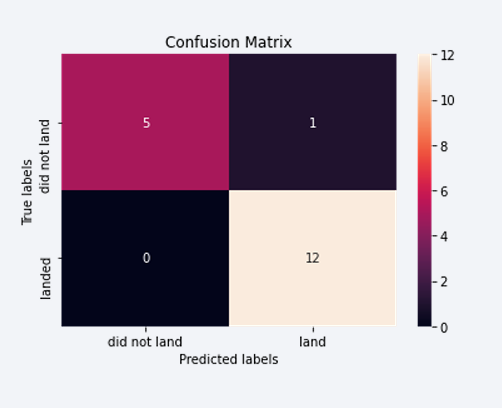 Confusion Matrix
True labels
did not land
landed
5
1
0
12
did not land
land
Predicted labels
12
10
8
6
4
2
0